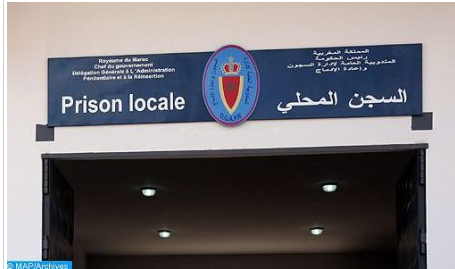 Royaume du Maroc
Chef du gouvernement
Délégation Générale à L'Administration
Pénitentiaire et à la Réinsertion
Prison locale
المملكة المغربية
رئيس الحكومة
المندوبية العامة لإدارة السجون
وإعادة الإدماج
السجن المحلي
D.G.A.P.R
© MAP/Archives